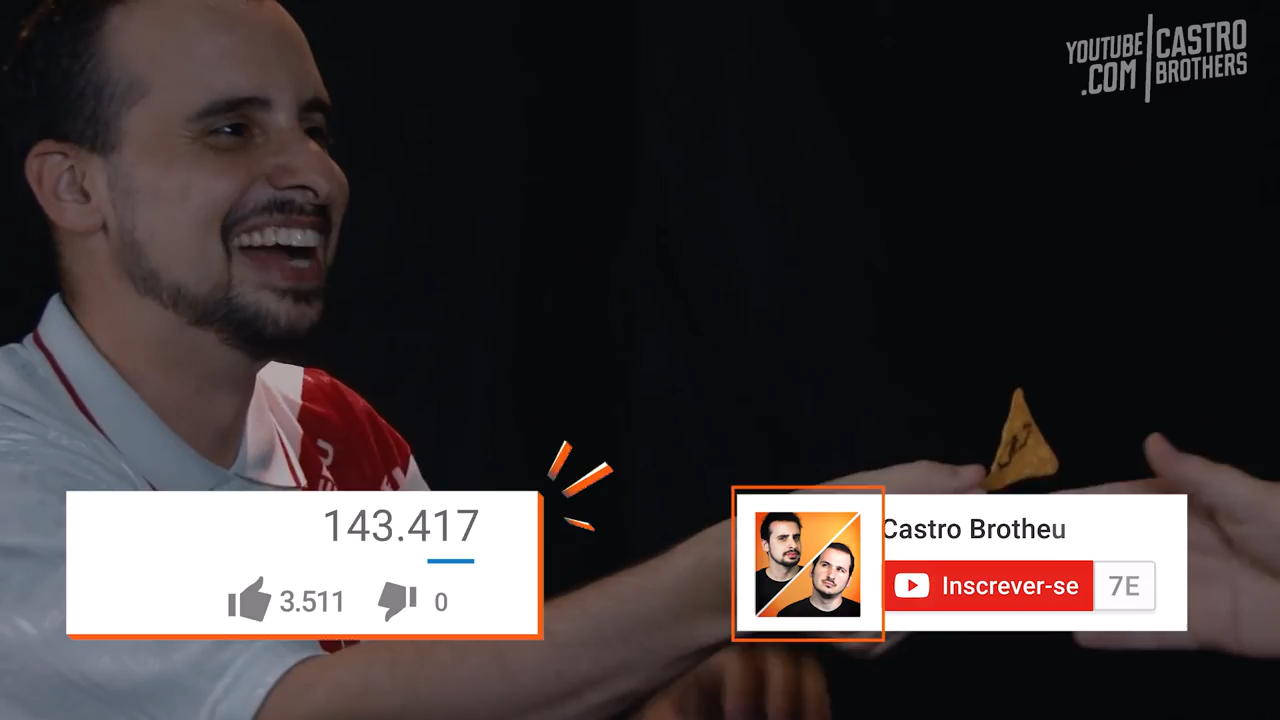 YOUTUBE
.COM
CASTRO
BROTHERS
143.417
3.511
0
Castro Brotheu
Inscrever-se
7E